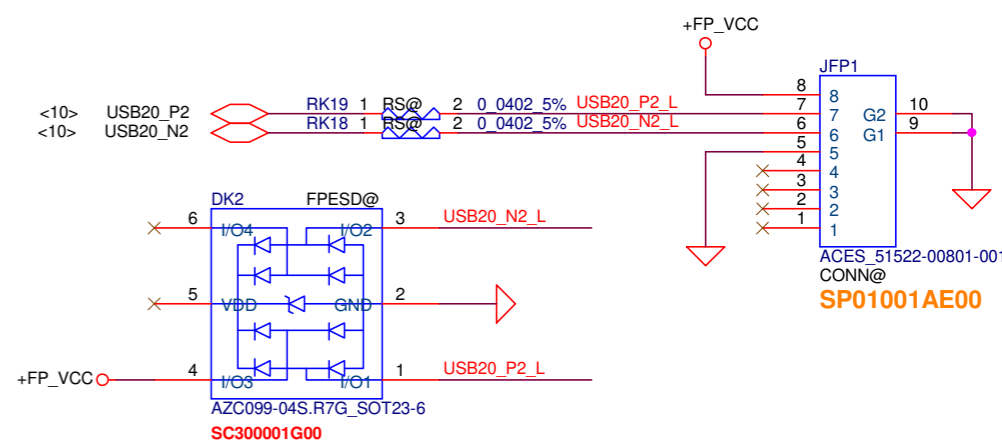 +FP_VCC
JFP1
<10> USB20_P2 RK19 1 RS@ 2 0_0402_5% USB20_P2_L
<10> USB20_N2 RK18 1 RS@ 2 0_0402_5% USB20_N2_L
8 8
7 7 G2 10
6 6 G1 9
5 5
4 4
3 3
2 2
1 1
ACES_51522-00801-001
CONN@
SP01001AE00
DK2 FPESD@
6 I/O4 I/O2 3 USB20_N2_L
5 VDD GND 2
+FP_VCC 4 I/O3 I/O1 1 USB20_P2_L
AZC099-04S.R7G_SOT23-6
SC300001G00